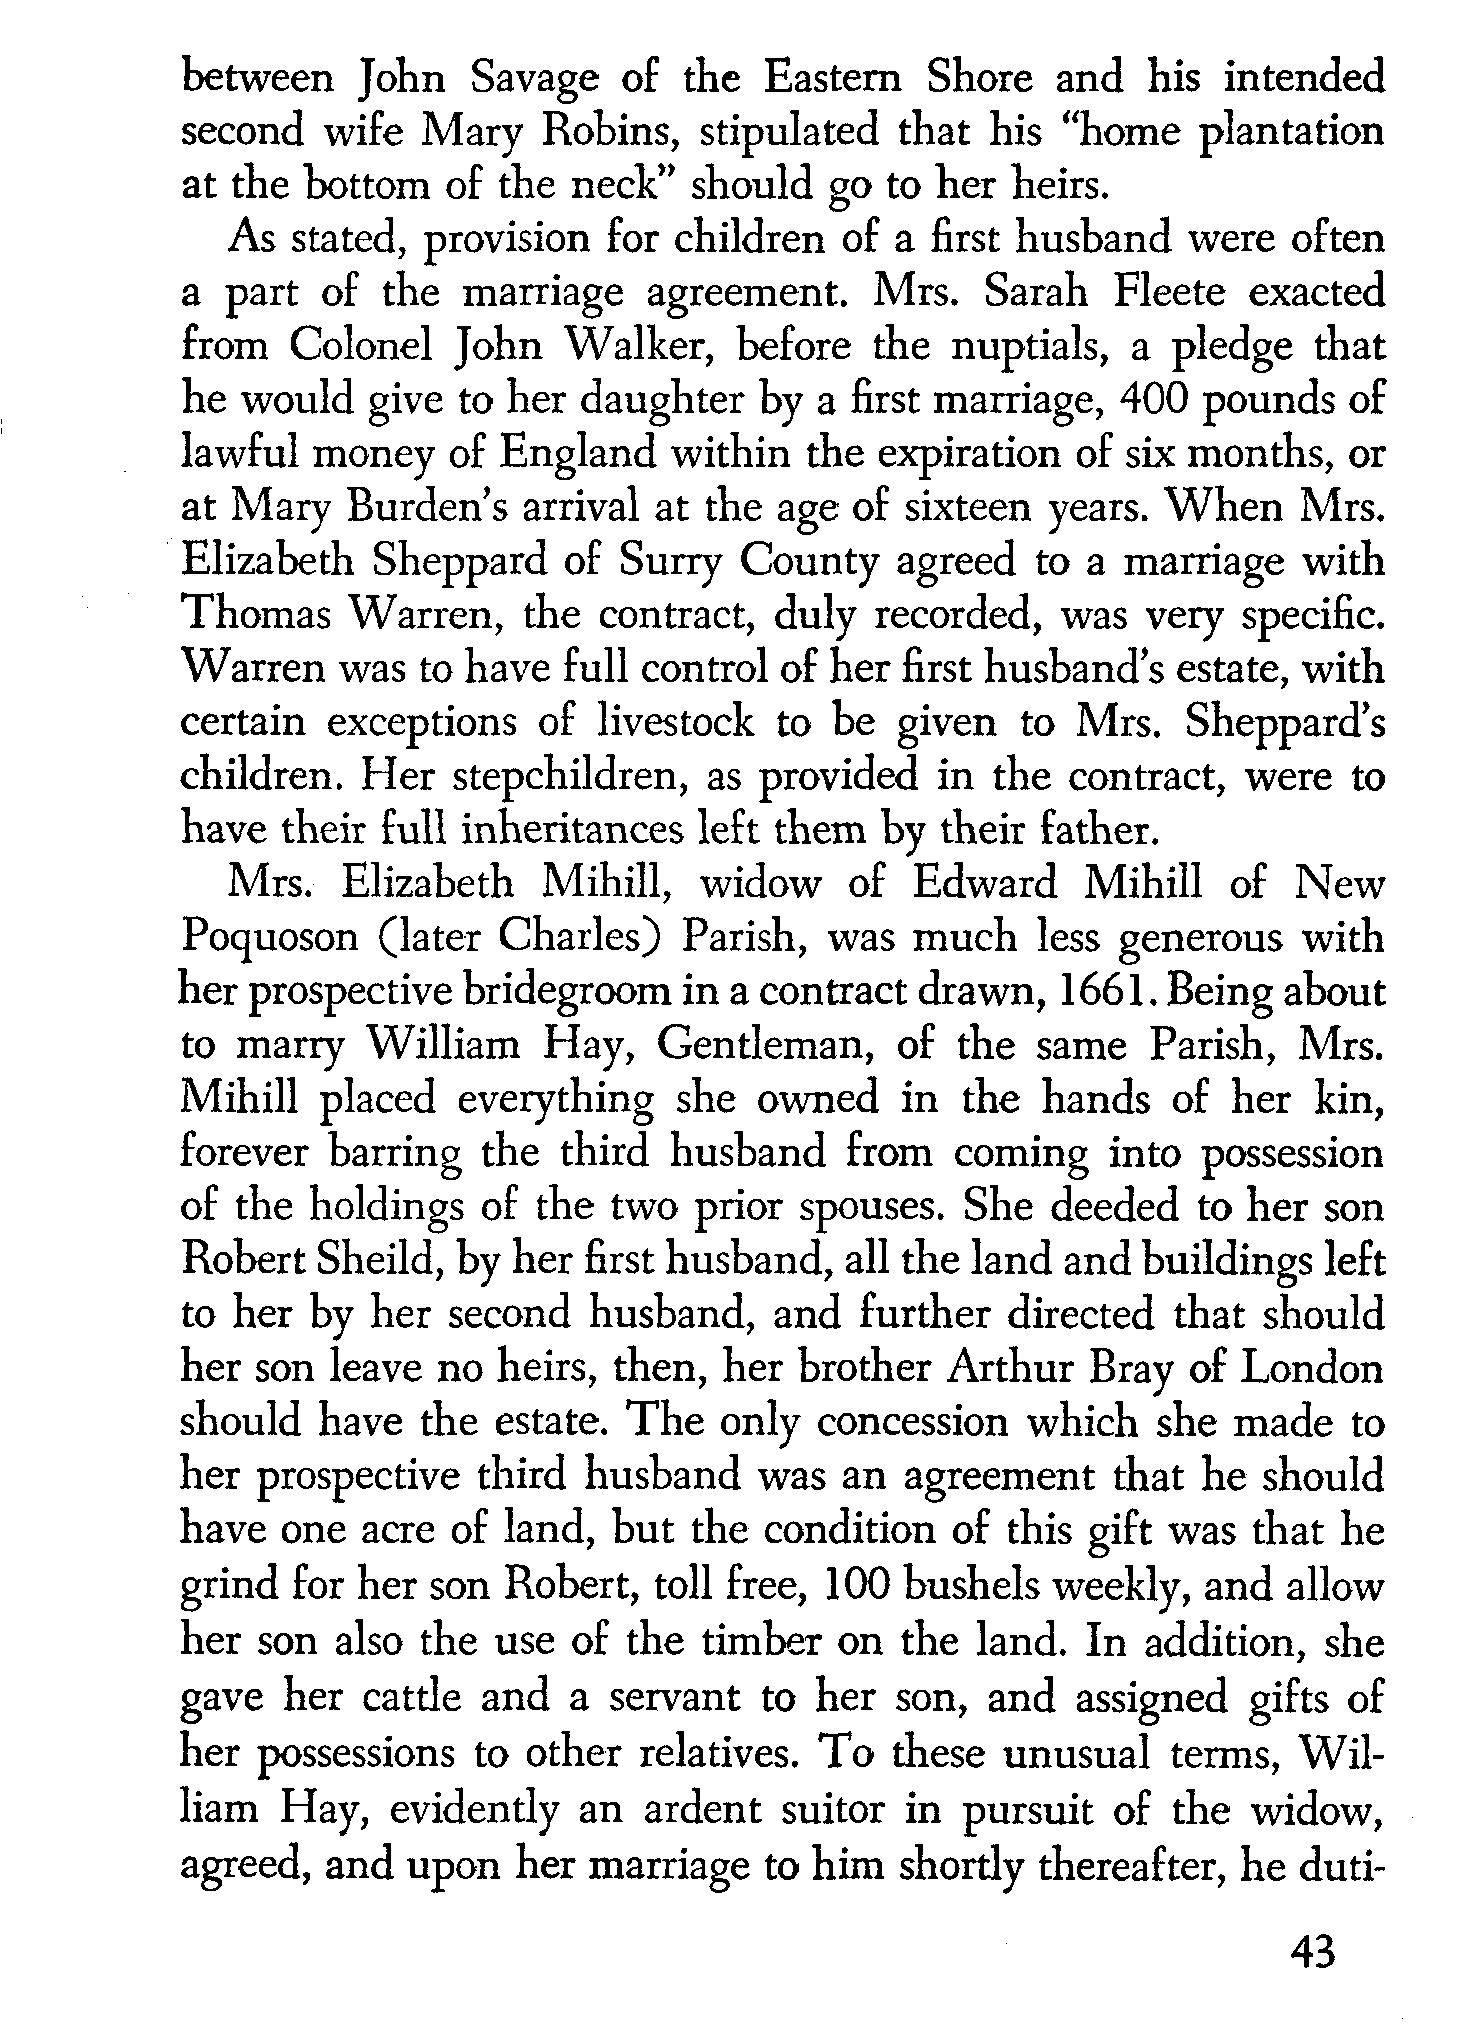 between John Savage of the Eastern Shore and his intended
second wife Mary Robins, stipulated that his “home plantation
at the bottom of the neck” should go to her heirs.
As stated, provision for children of a first husband were often
a part of the marriage agreement. Mrs. Sarah Fleete exacted
from Colonel John Walker, before the nuptials, a pledge that
he would give to her daughter by a first marriage, 400 pounds of
lawful money of England within the expiration of six months, or
at Mary Burden’s arrival at the age of sixteen years. When Mrs.
Elizabeth Sheppard of Surry County agreed to a marriage with
Thomas Warren, the contract, duly recorded, was very specific.
Warren was to have full control of her first husband’s estate, with
certain exceptions of livestock to be given to Mrs. Sheppard’s
children. Her stepchildren, as provided in the contract, were to
have their full inheritances left them by their father.
Mrs. Elizabeth Mihill, widow of Edward Mihill of New
Poquoson (later Charles) Parish, was much less generous with
her prospective bridegroom in a contract drawn, 1661. Being about
to marry William Hay, Gentleman, of the same Parish, Mrs.
Mihill placed everything she owned in the hands of her kin,
forever barring the third husband from coming into possession
of the holdings of the two prior spouses. She deeded to her son
Robert Sheild, by her first husband, all the land and buildings left
to her by her second husband, and further directed that should
her son leave no heirs, then, her brother Arthur Bray of London
should have the estate. The only concession which she made to
her prospective third husband was an agreement that he should
have one acre of land, but the condition of this gift was that he
grind for her son Robert, toll free, 100 bushels weekly, and allow
her son also the use of the timber on the land. In addition, she
gave her cattle and a servant to her son, and assigned gifts of
her possessions to other relatives. To these unusual terms, Wil-
liam Hay, evidently an ardent suitor in pursuit of the widow,
agreed, and upon her marriage to him shortly thereafter, he duti-
43